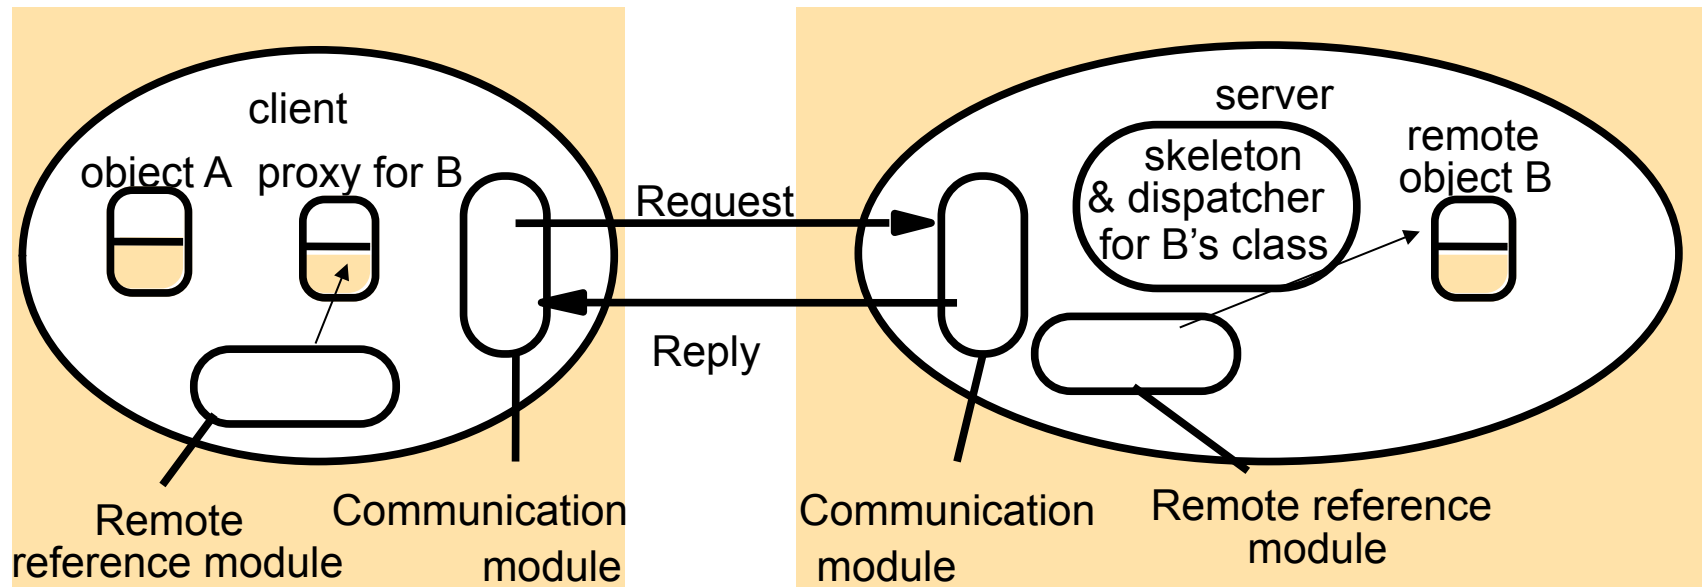 client
object A
proxy for B
Request
Reply
server
skeleton
& dispatcher
for B’s class
remote
object B
Remote
reference module
Communication
module
Communication
module
Remote reference
module